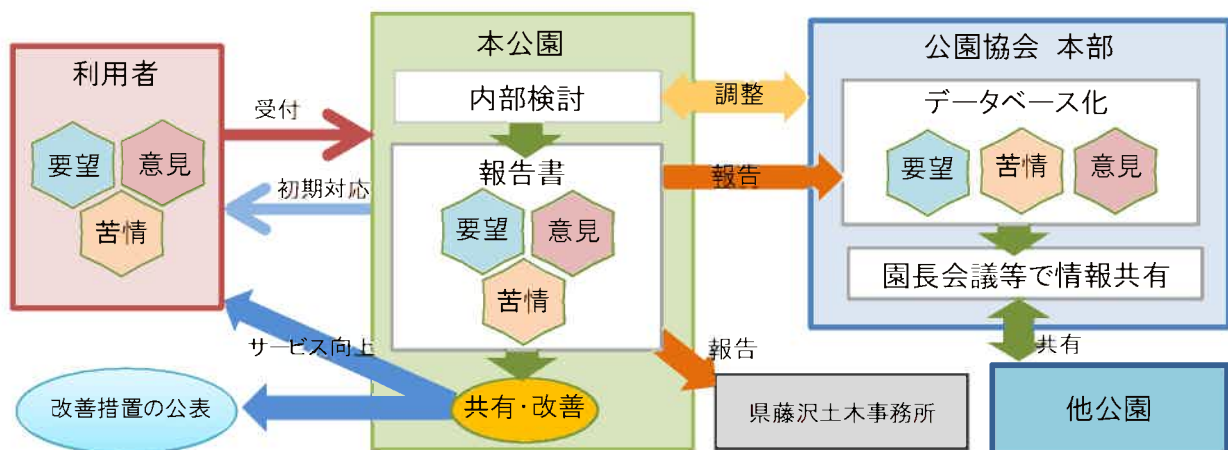 利用者
要望
意見
苦情
受付
初期対応
サービス向上
改善措置の公表
本公園
内部検討
報告書
要望
意見
苦情
共有・改善
調整
報告
報告
県藤沢土木事務所
公園協会 本部
データベース化
要望
苦情
意見
園長会議等で情報共有
共有
他公園